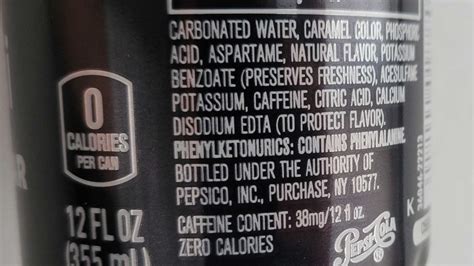 CARBONATED WATER, CARAMEL COLOR, PHOSPHORIC
ACID, ASPARTAME, NATURAL FLAVOR, POTASSIUM
BENZOATE (PRESERVES FRESHNESS), ACESULFAME
POTASSIUM, CAFFEINE, CITRIC ACID, CALCIUM
DISODIUM EDTA (TO PROTECT FLAVOR).
PHENYLKETONURICS: CONTAINS PHENYLALANINE.
BOTTLED UNDER THE AUTHORITY OF
PEPSICO, INC., PURCHASE, NY 10577.
CAFFEINE CONTENT: 38mg/12 fl oz.
ZERO CALORIES
0
CALORIES
PER CAN
12 FL OZ
(355 mL)
PEPSI-COLA
K